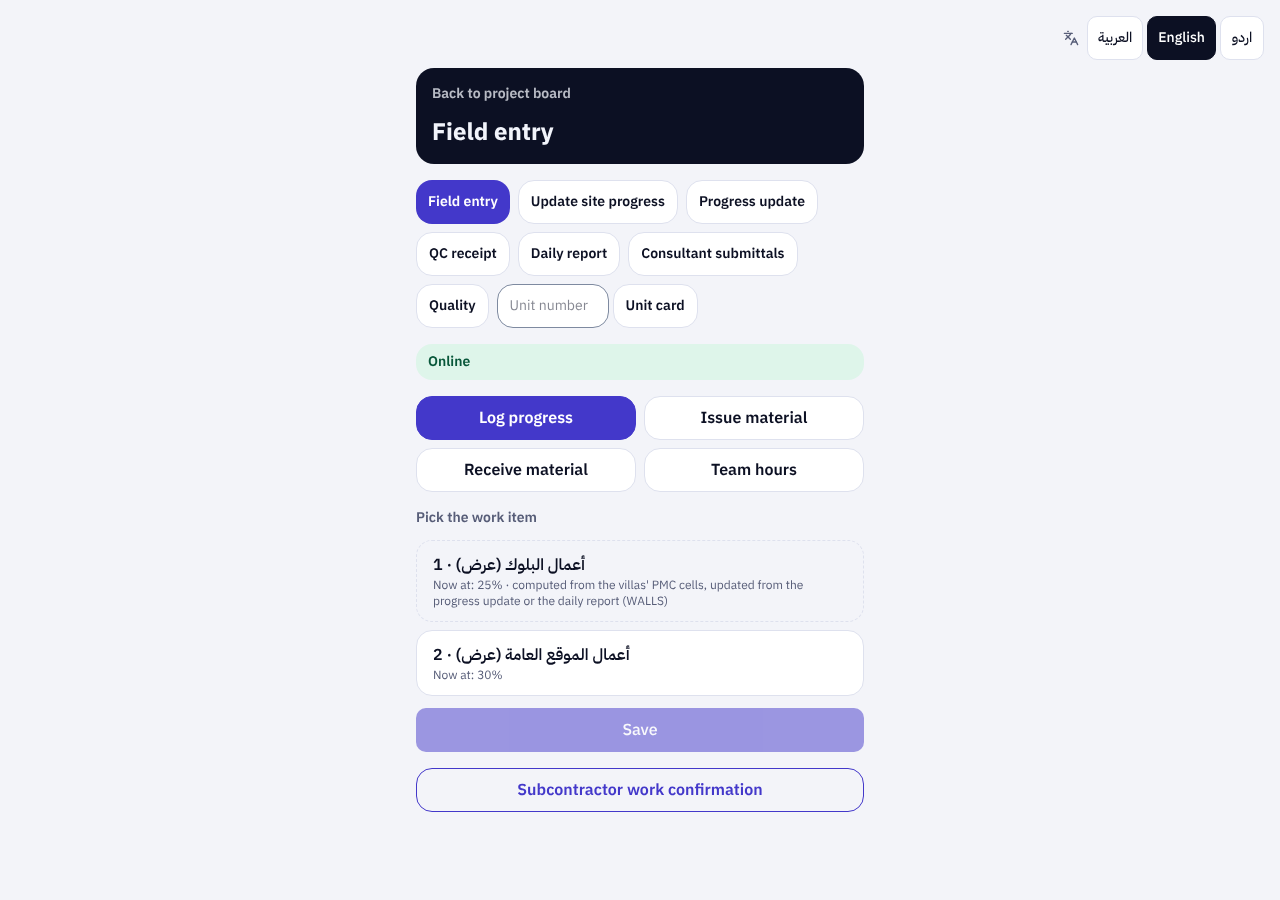 العربية English اردو
Back to project board
Field entry
Field entry Update site progress Progress update
QC receipt Daily report Consultant submittals
Quality Unit number Unit card
Online
Log progress Issue material
Receive material Team hours
Pick the work item
1 · أعمال البلوك (عرض)
Now at: 25% · computed from the villas' PMC cells, updated from the
progress update or the daily report (WALLS)
2 · أعمال الموقع العامة (عرض)
Now at: 30%
Save
Subcontractor work confirmation